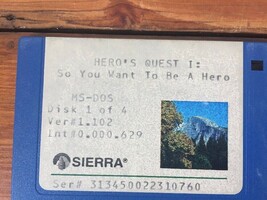 HERO'S QUEST I:
So You Want To Be A Hero
MS-DOS
Disk 1 of 4
Ver#1.102
Int#0.000.629
SIERRA®
Ser# 313450022310760